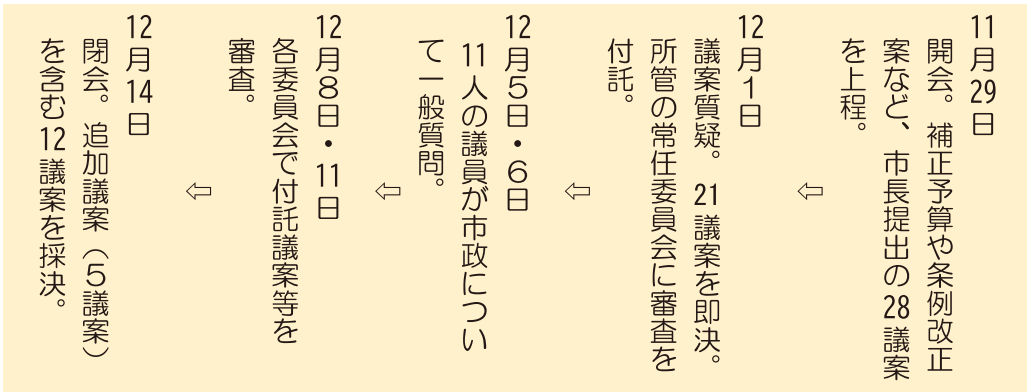 11月29日
開会。補正予算や条例改正
案など、市長提出の28議案
を上程。
⇦
12月1日
議案質疑。21議案を即決。
所管の常任委員会に審査を
付託。
⇦
12月5日・6日
11人の議員が市政につい
て一般質問。
⇦
12月8日・11日
各委員会で付託議案等を
審査。
⇦
12月14日
閉会。追加議案（5議案）
を含む12議案を採決。